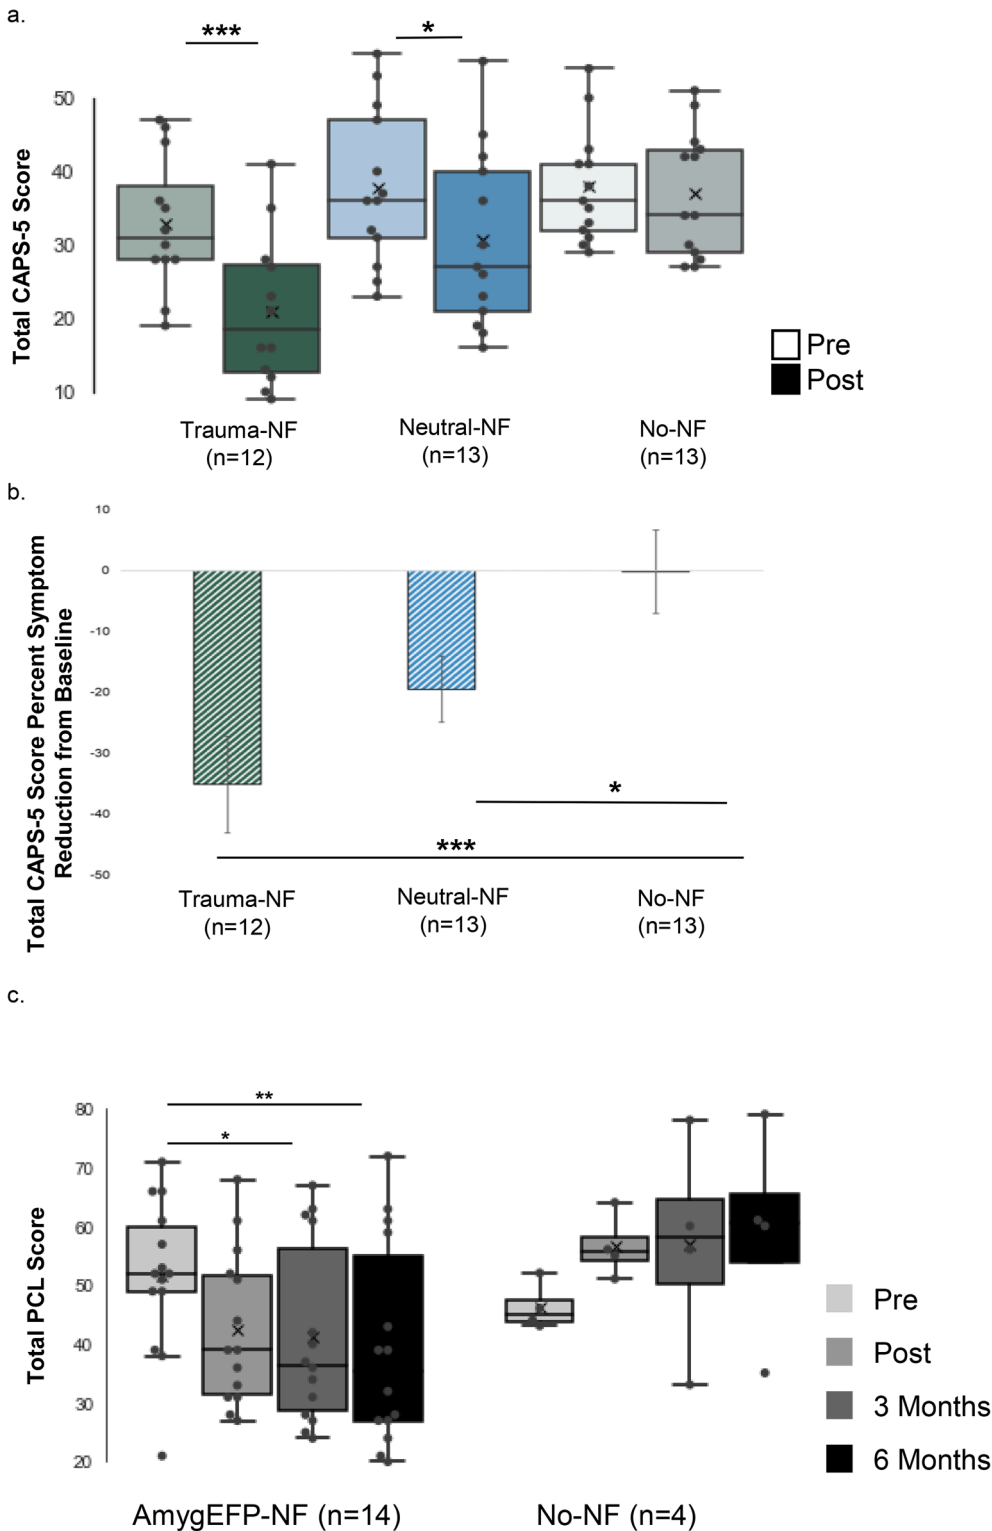 a.
***
*
Total CAPS-5 Score
50
40
30
20
10
Pre
Post
Trauma-NF
(n=12)
Neutral-NF
(n=13)
No-NF
(n=13)
b.
Total CAPS-5 Score Percent Symptom
Reduction from Baseline
10
0
-10
-20
-30
-40
-50
*
***
Trauma-NF
(n=12)
Neutral-NF
(n=13)
No-NF
(n=13)
c.
Total PCL Score
80
70
60
50
40
30
20
**
*
Pre
Post
3 Months
6 Months
AmygEFP-NF (n=14)
No-NF (n=4)